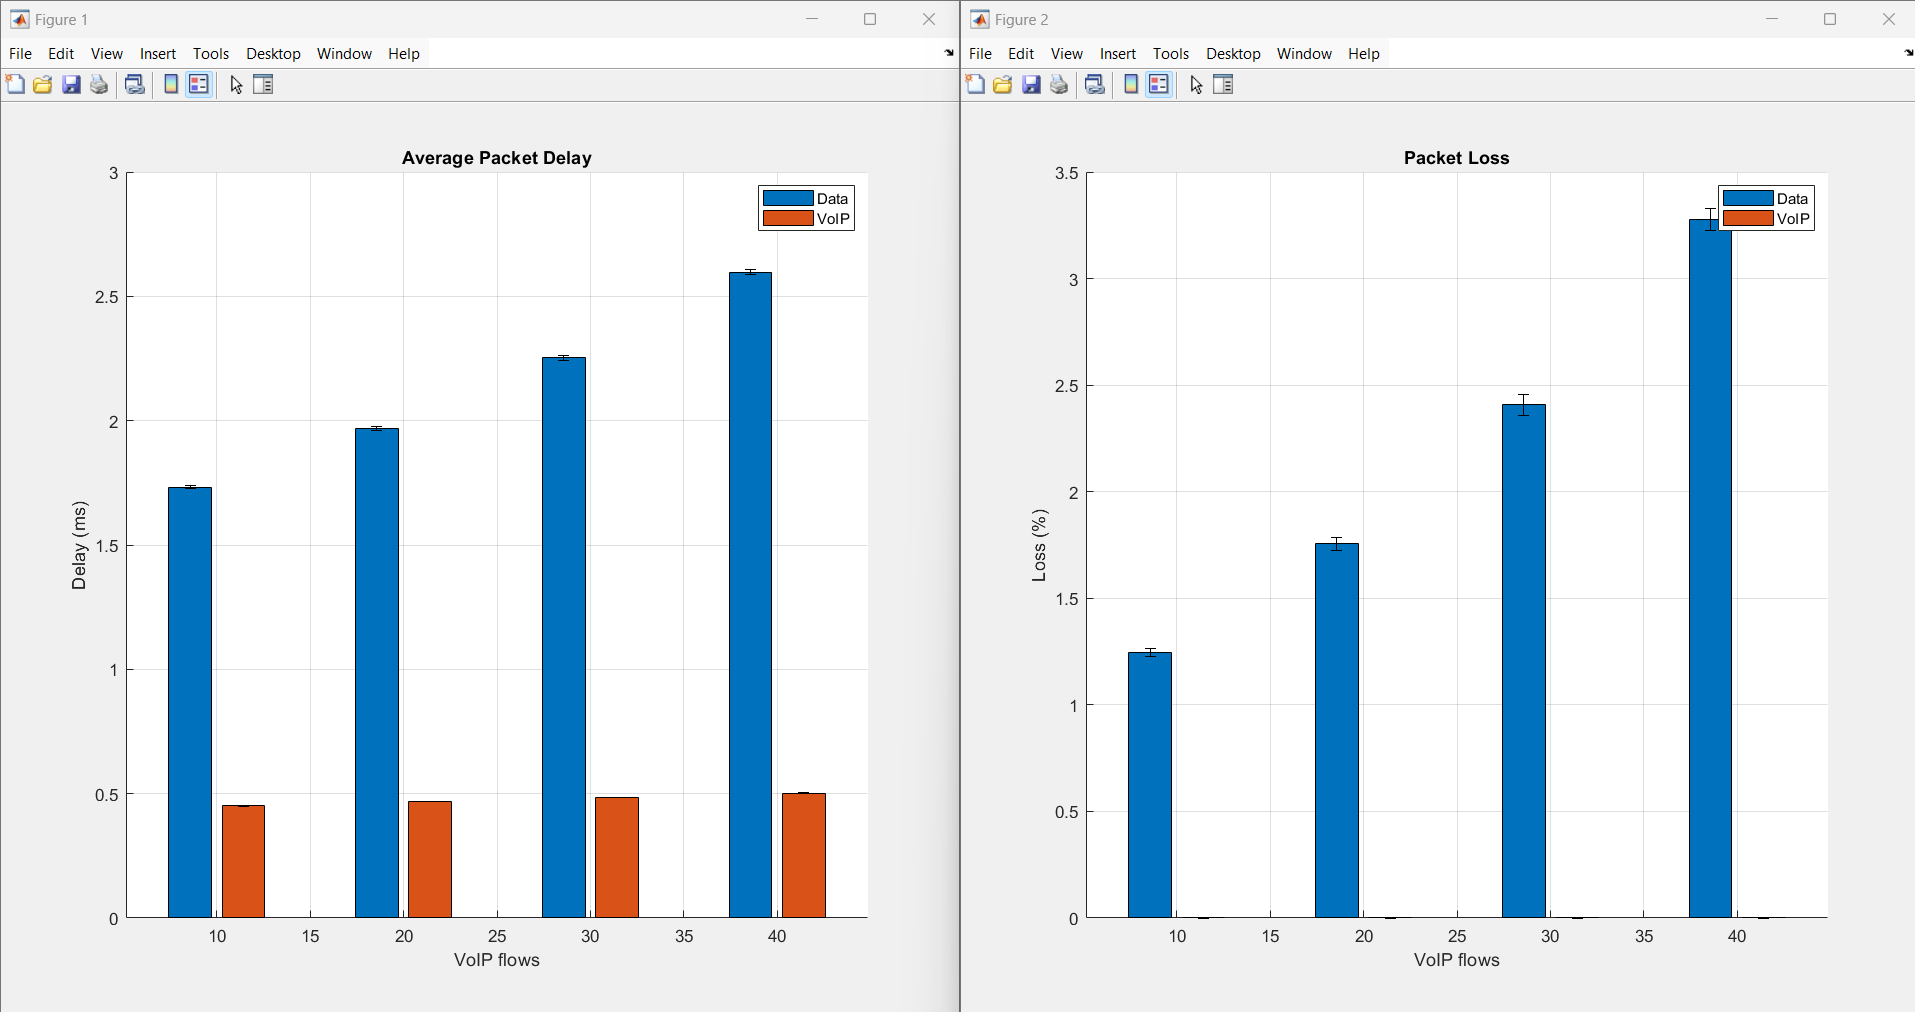 Figure 1
File Edit View Insert Tools Desktop Window Help
Average Packet Delay
Data
VoIP
3
2.5
2
1.5
1
0.5
0
Delay (ms)
10 15 20 25 30 35 40
VoIP flows
Figure 2
File Edit View Insert Tools Desktop Window Help
Packet Loss
Data
VoIP
3.5
3
2.5
2
1.5
1
0.5
0
Loss (%)
10 15 20 25 30 35 40
VoIP flows